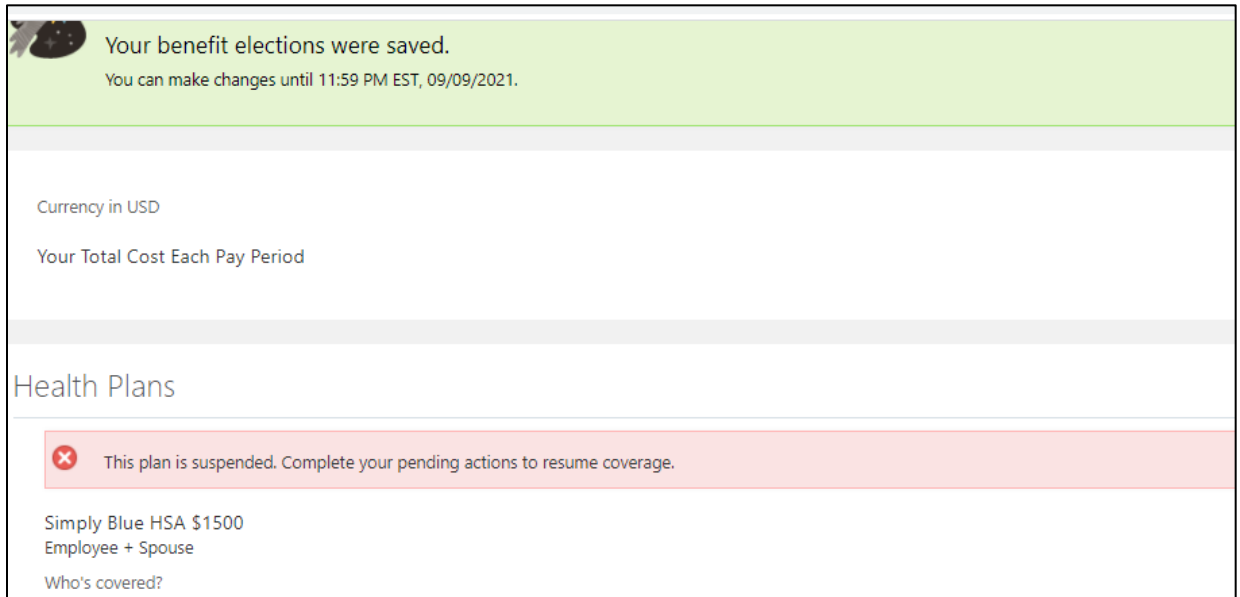 Your benefit elections were saved.
You can make changes until 11:59 PM EST, 09/09/2021.
Currency in USD
Your Total Cost Each Pay Period
Health Plans
This plan is suspended. Complete your pending actions to resume coverage.
Simply Blue HSA $1500
Employee + Spouse
Who's covered?